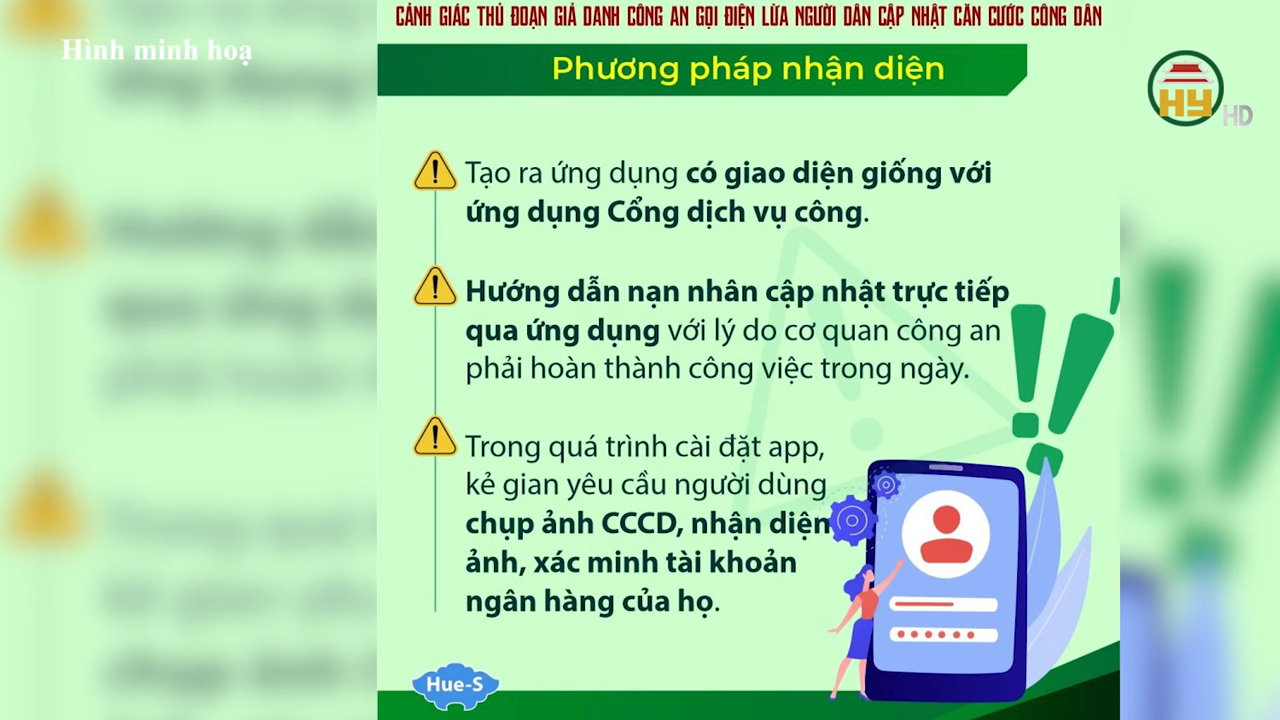 CẢNH GIÁC THỦ ĐOẠN GIẢ DANH CÔNG AN GỌI ĐIỆN LỪA NGƯỜI DÂN CẬP NHẬT CĂN CƯỚC CÔNG DÂN
Hình minh hoạ
Phương pháp nhận diện
HY HD
Tạo ra ứng dụng có giao diện giống với
ứng dụng Cổng dịch vụ công.
Hướng dẫn nạn nhân cập nhật trực tiếp
qua ứng dụng với lý do cơ quan công an
phải hoàn thành công việc trong ngày.
Trong quá trình cài đặt app,
kẻ gian yêu cầu người dùng
chụp ảnh CCCD, nhận diện
ảnh, xác minh tài khoản
ngân hàng của họ.
Hue-S